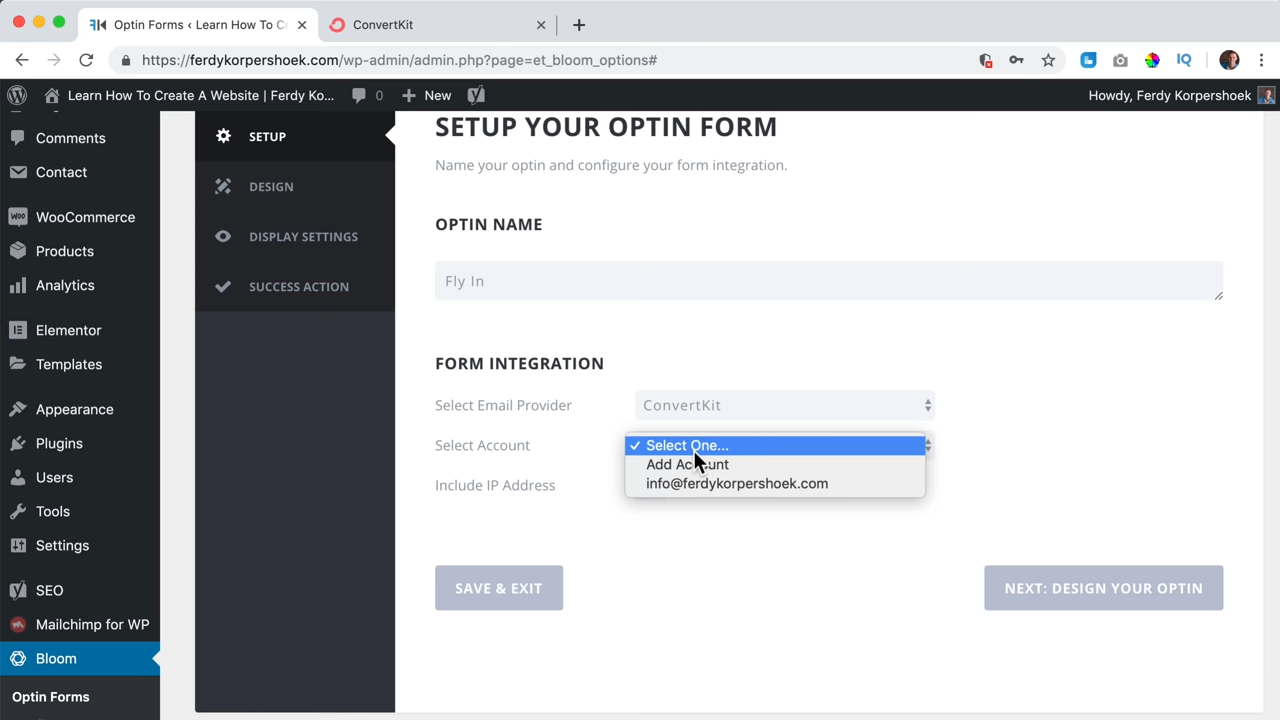 Optin Forms ‹ Learn How To C
ConvertKit
https://ferdykorpershoek.com/wp-admin/admin.php?page=et_bloom_options#
IQ
Learn How To Create A Website | Ferdy Ko...
0
New
Howdy, Ferdy Korpershoek
Comments
Contact
WooCommerce
Products
Analytics
Elementor
Templates
Appearance
Plugins
Users
Tools
Settings
SEO
Mailchimp for WP
Bloom
Optin Forms
SETUP
DESIGN
DISPLAY SETTINGS
SUCCESS ACTION
SETUP YOUR OPTIN FORM
Name your optin and configure your form integration.
OPTIN NAME
Fly In
FORM INTEGRATION
Select Email Provider
ConvertKit
Select Account
Select One...
Add Account
info@ferdykorpershoek.com
Include IP Address
SAVE & EXIT
NEXT: DESIGN YOUR OPTIN